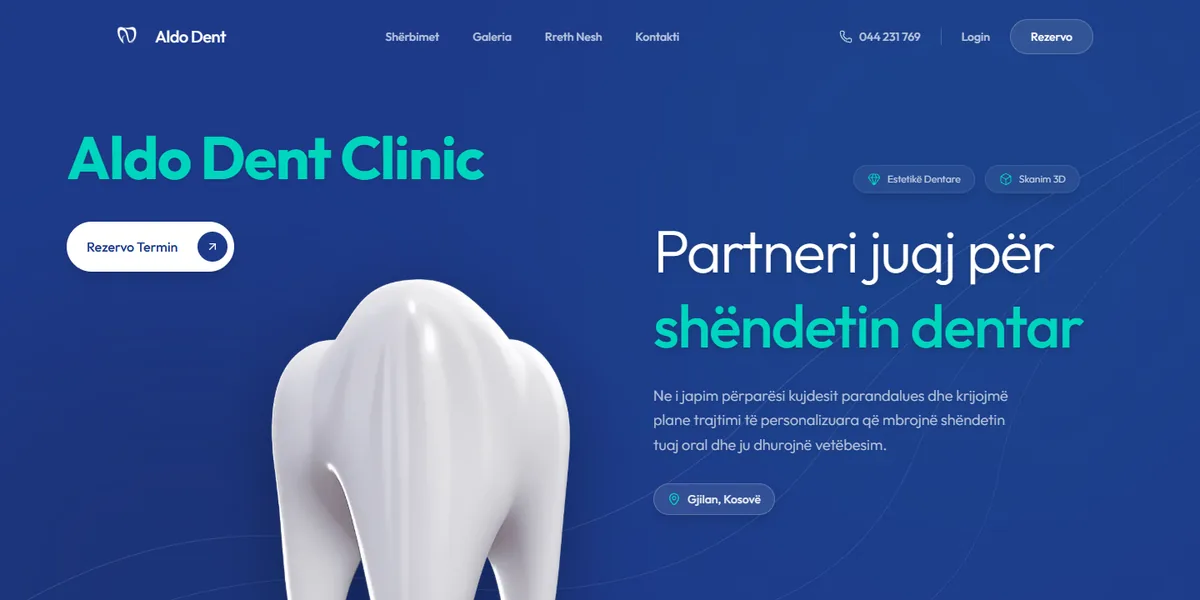 Aldo Dent
Shërbimet
Galeria
Rreth Nesh
Kontakti
044 231 769
Login
Rezervo
Aldo Dent Clinic
Rezervo Termin
Estetikë Dentare
Skanim 3D
Partneri juaj për
shëndetin dentar
Ne i japim përparësi kujdesit parandalues dhe krijojmë
plane trajtimi të personalizuara që mbrojnë shëndetin
tuaj oral dhe ju dhurojnë vetëbesim.
Gjilan, Kosovë